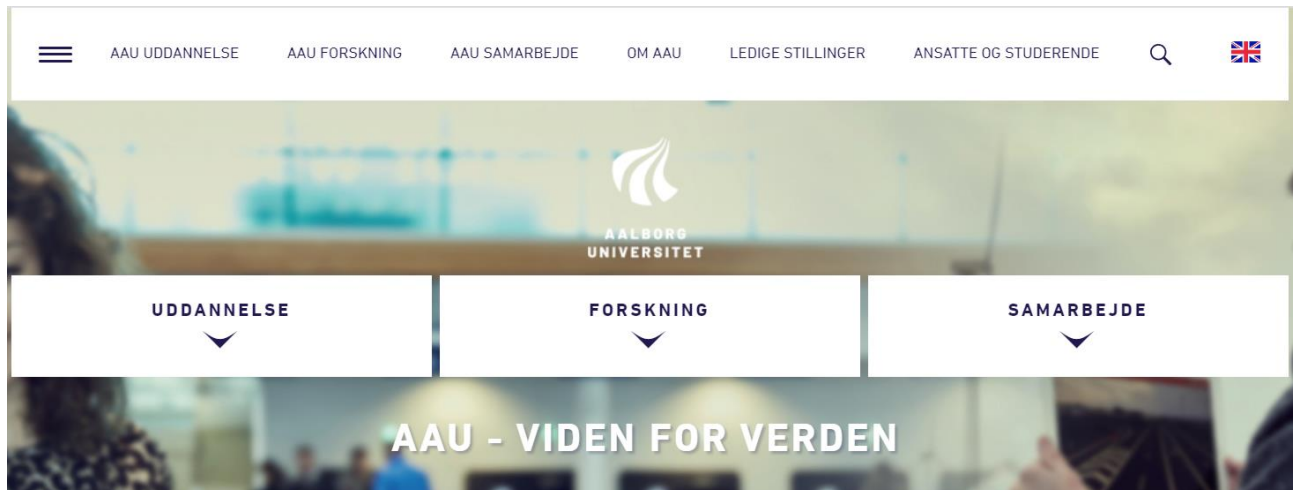 AAU UDDANNELSE AAU FORSKNING AAU SAMARBEJDE OM AAU LEDIGE STILLINGER ANSATTE OG STUDERENDE
AALBORG
UNIVERSITET
UDDANNELSE FORSKNING SAMARBEJDE
AAU - VIDEN FOR VERDEN